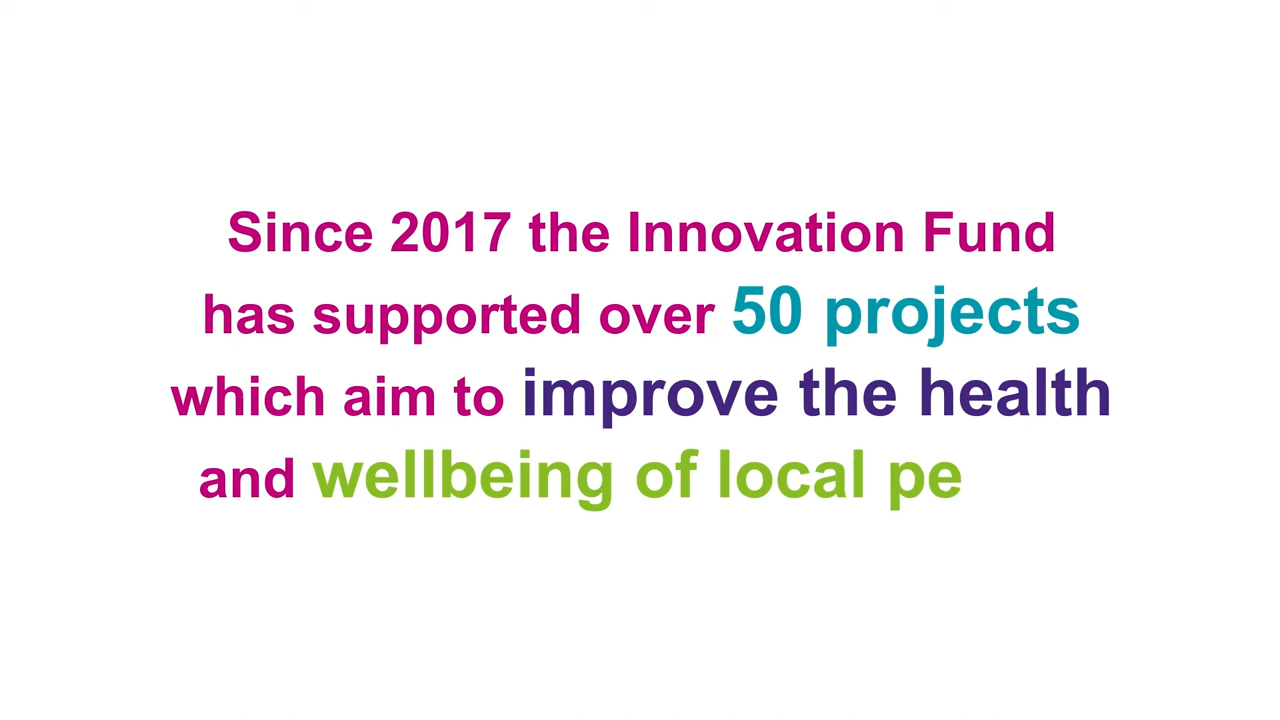 Since 2017 the Innovation Fund
has supported over 50 projects
which aim to improve the health
and wellbeing of local pe